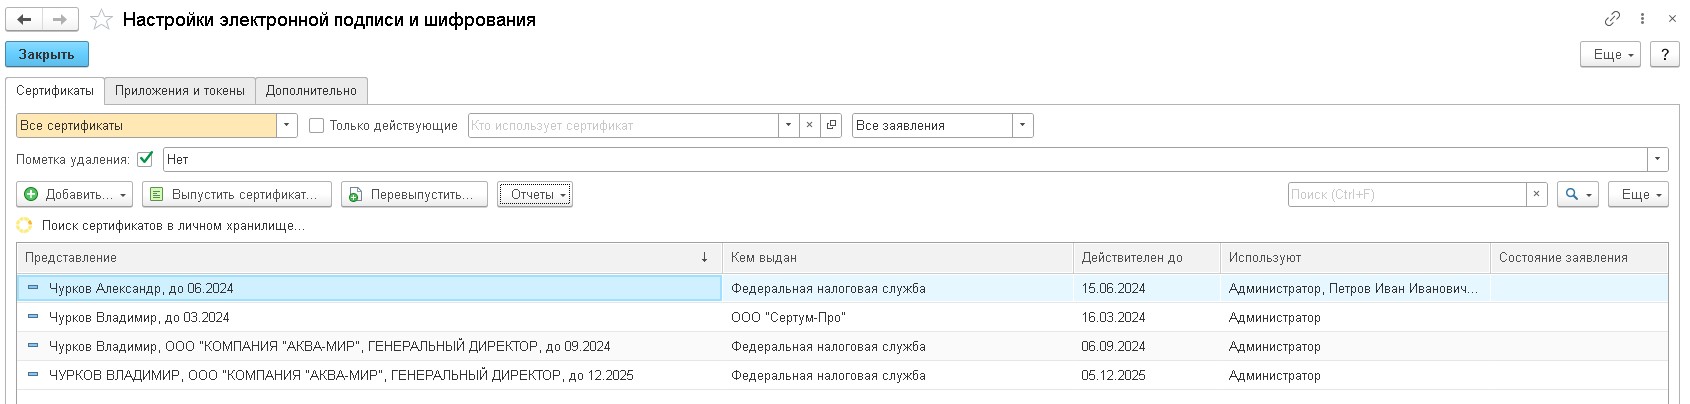 Настройки электронной подписи и шифрования
Закрыть
Еще
?
Сертификаты Приложения и токены Дополнительно
Все сертификаты Только действующие Кто использует сертификат Все заявления
Пометка удаления: Нет
Добавить... Выпустить сертификат... Перевыпустить... Отчеты Поиск (Ctrl+F) Еще
Поиск сертификатов в личном хранилище...
Представление Кем выдан Действителен до Используют Состояние заявления
Чурков Александр, до 06.2024 Федеральная налоговая служба 15.06.2024 Администратор, Петров Иван Иванович...
Чурков Владимир, до 03.2024 ООО "Сертум-Про" 16.03.2024 Администратор
Чурков Владимир, ООО "КОМПАНИЯ "АКВА-МИР", ГЕНЕРАЛЬНЫЙ ДИРЕКТОР, до 09.2024 Федеральная налоговая служба 06.09.2024 Администратор
ЧУРКОВ ВЛАДИМИР, ООО "КОМПАНИЯ "АКВА-МИР", ГЕНЕРАЛЬНЫЙ ДИРЕКТОР, до 12.2025 Федеральная налоговая служба 05.12.2025 Администратор